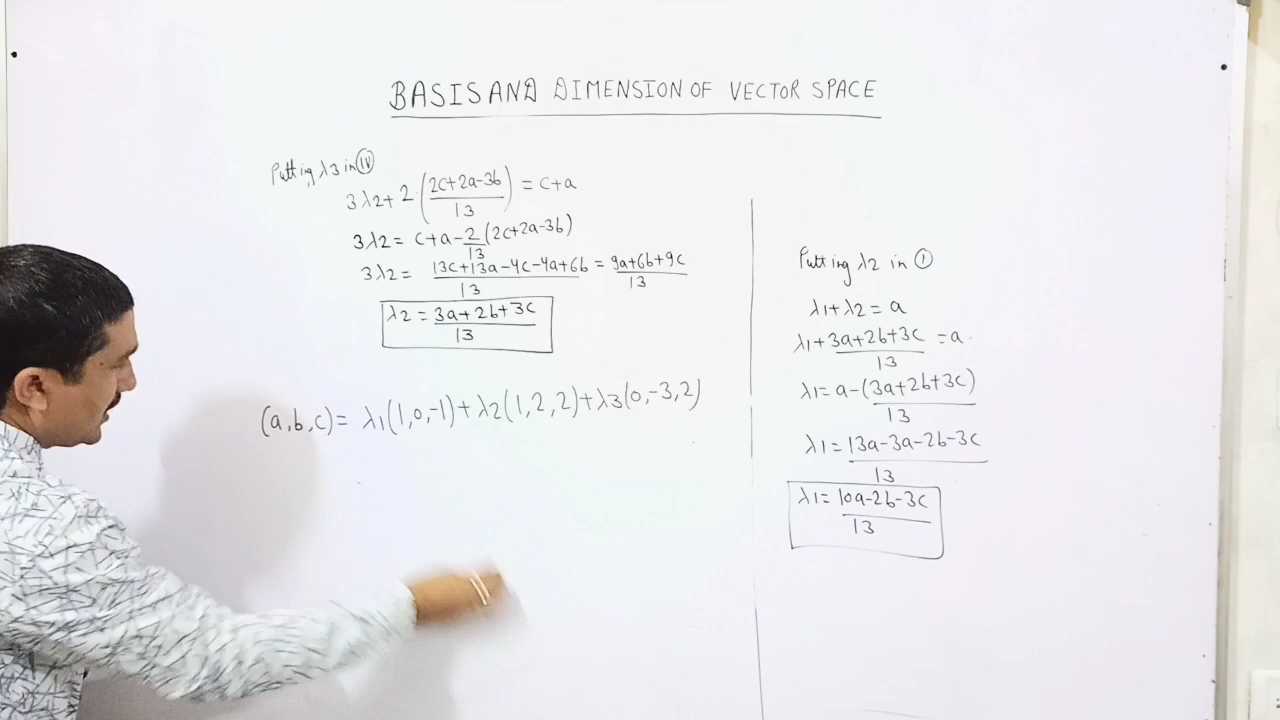 BASIS AND DIMENSION OF VECTOR SPACE
Putting λ3 in (IV)
3λ2+2·(2c+2a-3b/13) = c+a
3λ2 = c+a-2/13(2c+2a-3b)
3λ2 = 13c+13a-4c-4a+6b/13 = 9a+6b+9c/13
λ2 = 3a+2b+3c/13
(a,b,c) = λ1(1,0,-1)+λ2(1,2,2)+λ3(0,-3,2)
Putting λ2 in (I)
λ1+λ2 = a
λ1+3a+2b+3c/13 = a.
λ1 = a-(3a+2b+3c)/13
λ1 = 13a-3a-2b-3c/13
λ1 = 10a-2b-3c/13